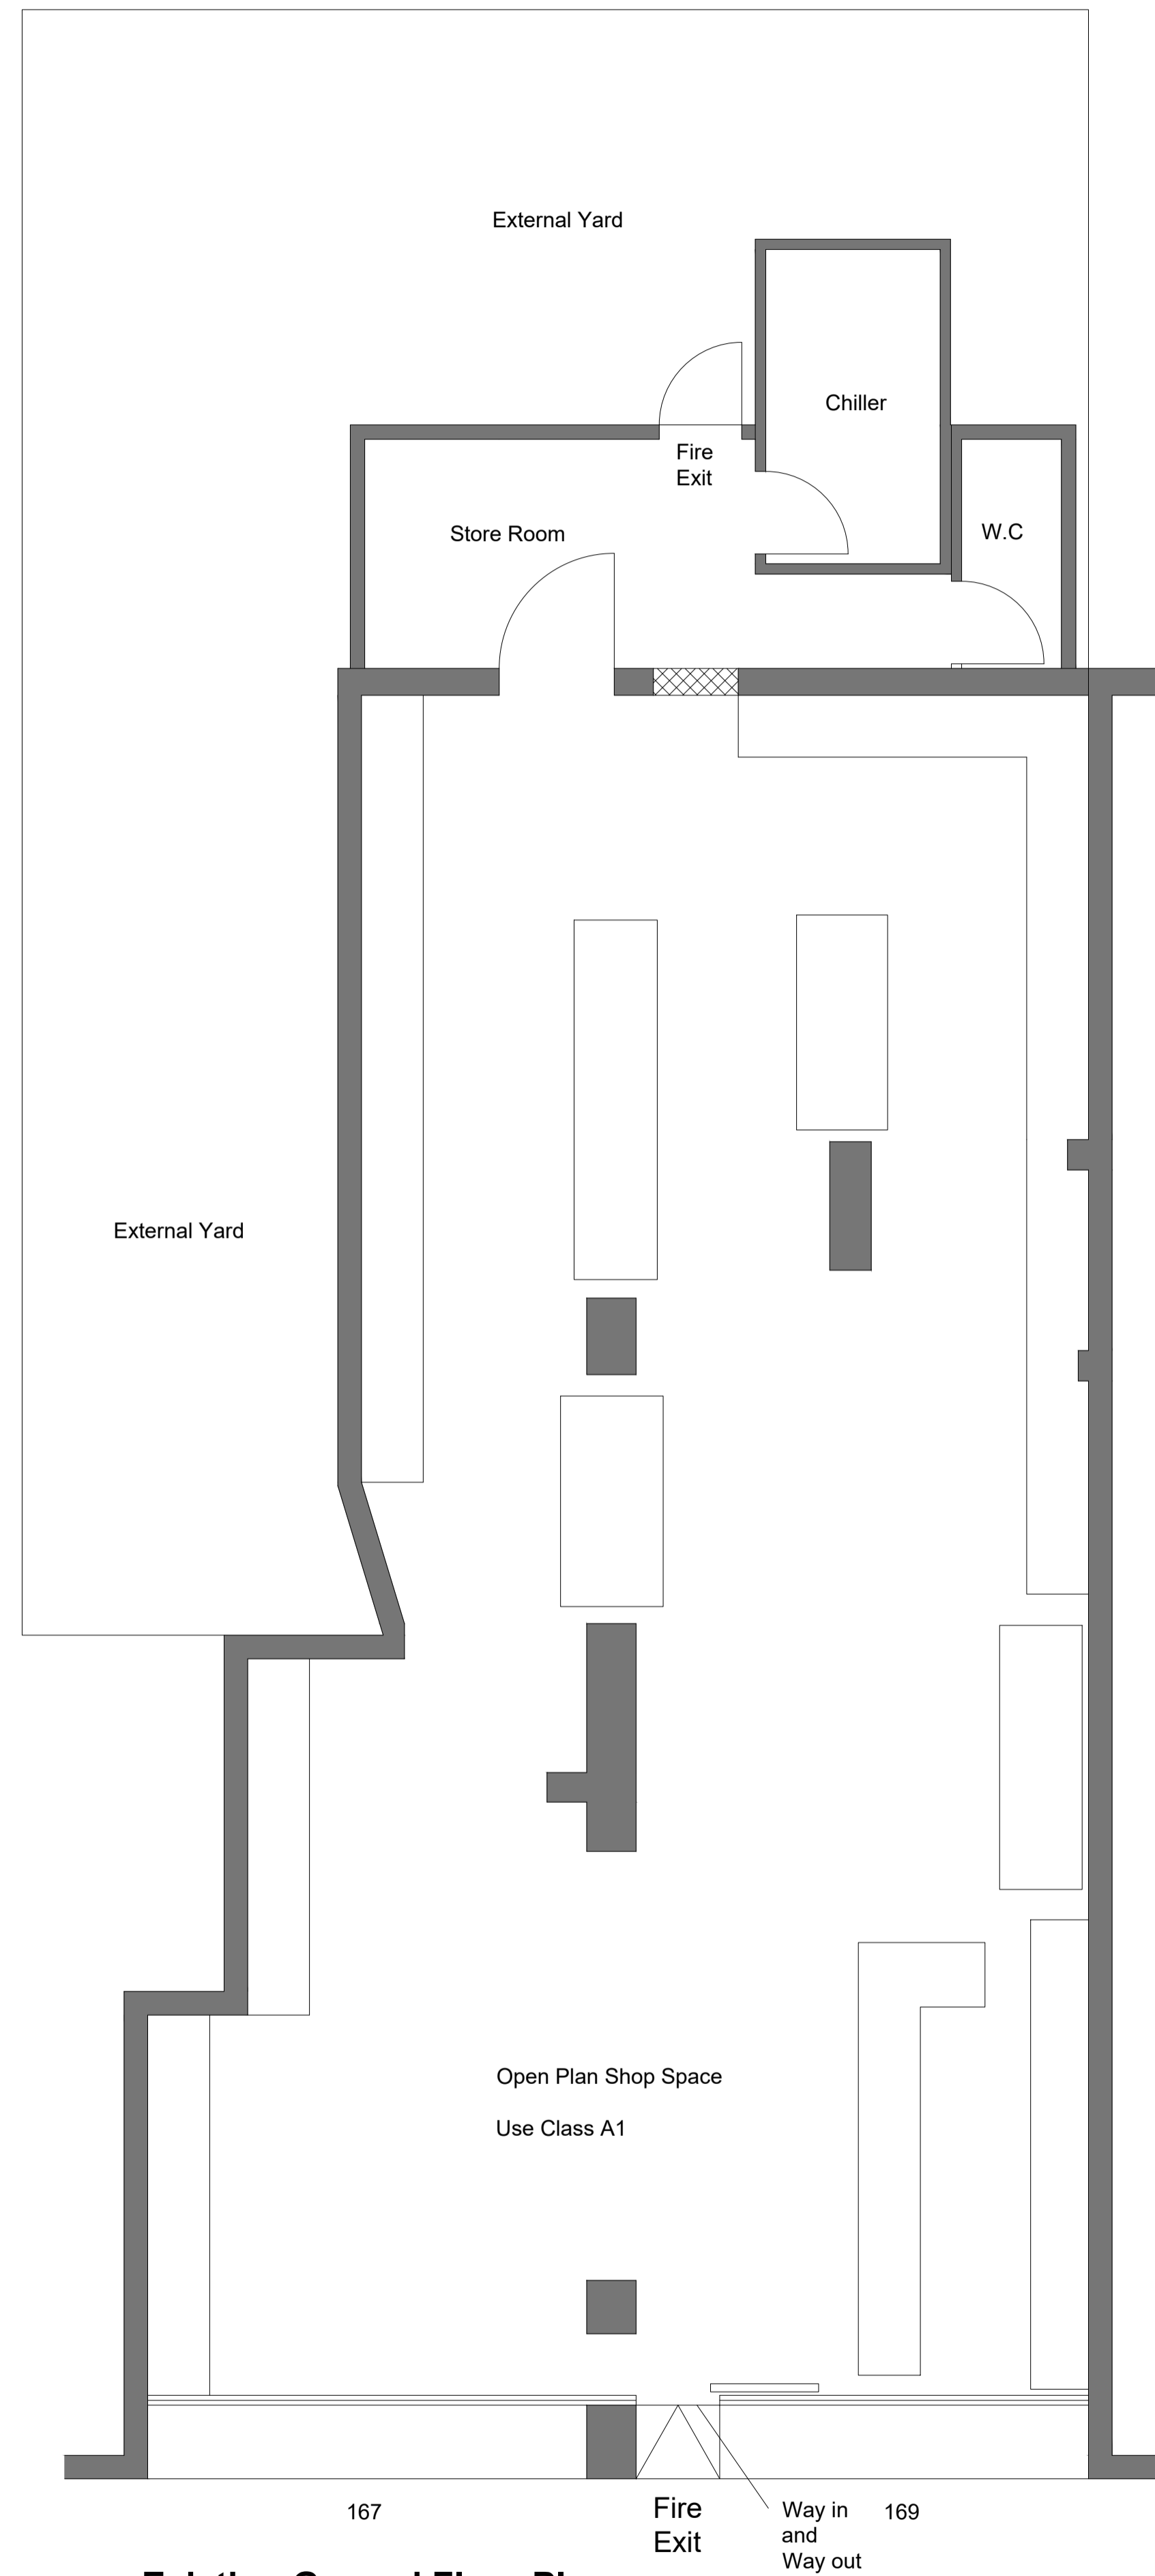 External Yard
Chiller
Fire
Exit
Store Room
W.C
External Yard
Open Plan Shop Space
Use Class A1
167
Fire
Exit
Way in
and
Way out
169